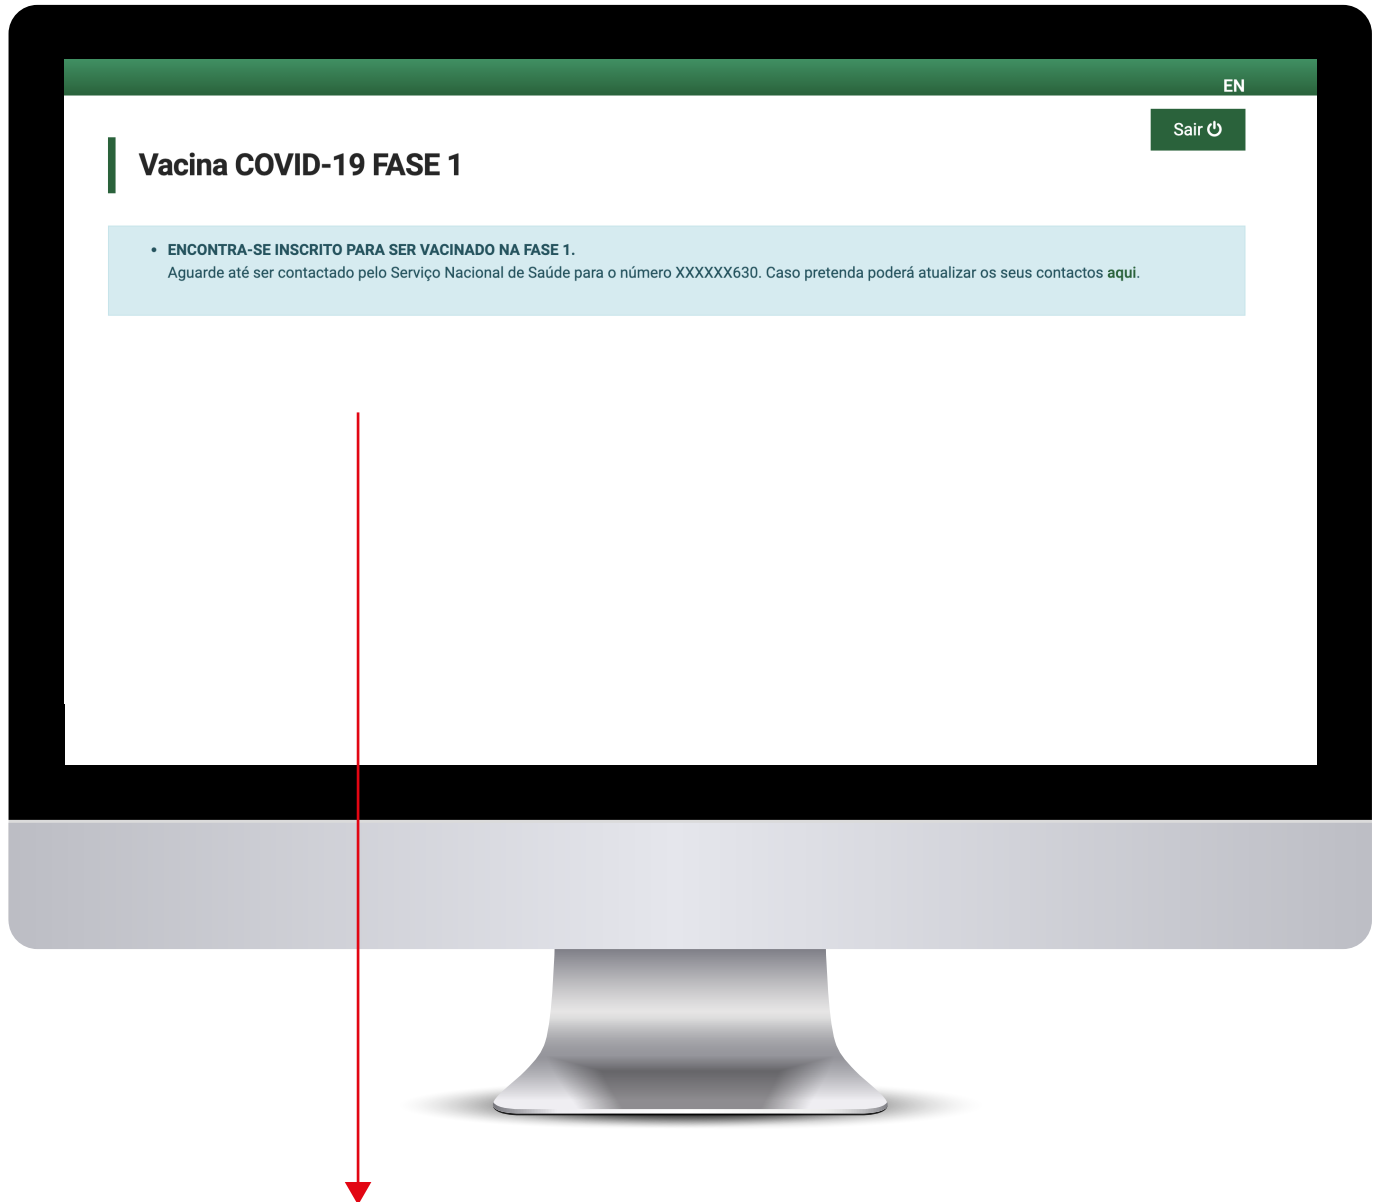 EN
Sair
Vacina COVID-19 FASE 1
• ENCONTRA-SE INSCRITO PARA SER VACINADO NA FASE 1.
Aguarde até ser contactado pelo Serviço Nacional de Saúde para o número XXXXXX630. Caso pretenda poderá atualizar os seus contactos aqui.